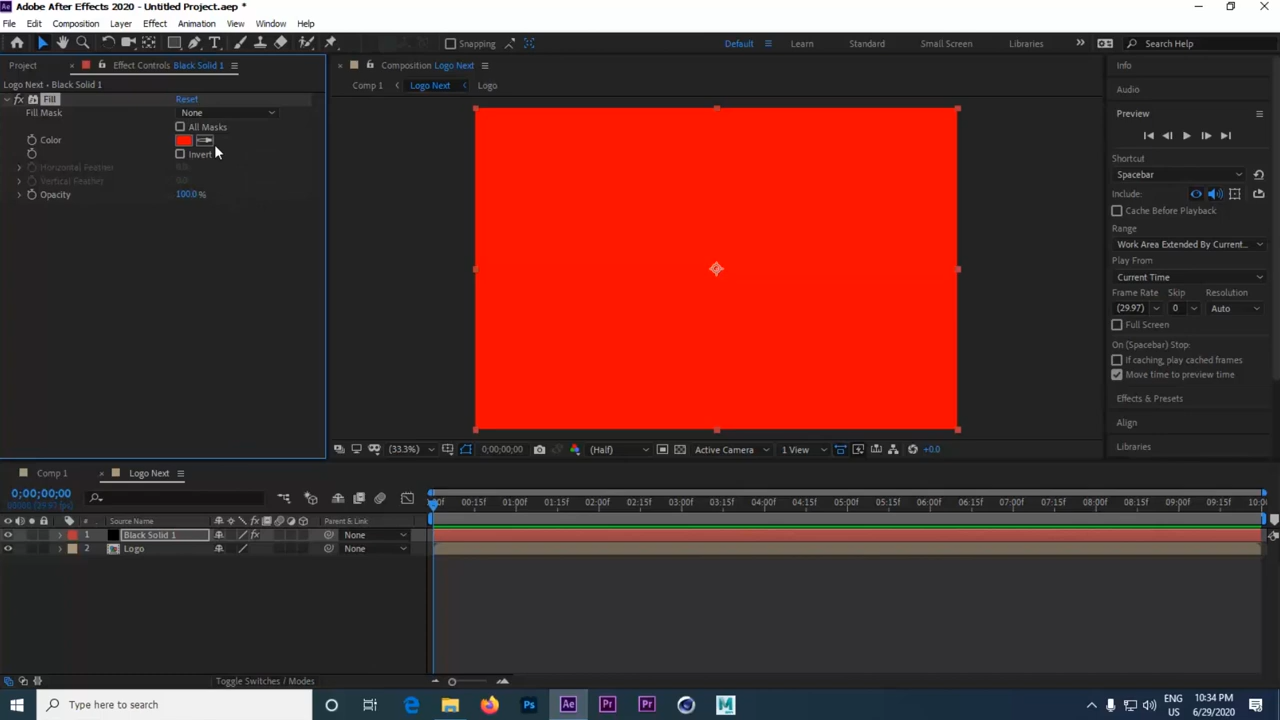 Adobe After Effects 2020 - Untitled Project.aep *
File Edit Composition Layer Effect Animation View Window Help
Snapping
Default Learn Standard Small Screen Libraries Search Help
Project Effect Controls Black Solid 1
Logo Next - Black Solid 1
fx Fill Reset
Fill Mask None
All Masks
Color
Invert
Horizontal Feather 0.0
Vertical Feather 0.0
Opacity 100.0 %
Composition Logo Next
Comp 1 Logo Next Logo
(33.3%) 0;00;00;00 (Half) Active Camera 1 View +0.0
Info
Audio
Preview
Shortcut
Spacebar
Include:
Cache Before Playback
Range
Work Area Extended By Current...
Play From
Current Time
Frame Rate Skip Resolution
(29.97) 0 Auto
Full Screen
On (Spacebar) Stop:
If caching, play cached frames
Move time to preview time
Effects & Presets
Align
Libraries
Comp 1 Logo Next
0;00;00;00
00:15f 01:00f 01:15f 02:00f 02:15f 03:00f 03:15f 04:00f 04:15f 05:00f 05:15f 06:00f 06:15f 07:00f 07:15f 08:00f 08:15f 09:00f 09:15f
# Source Name Parent & Link
1 Black Solid 1 None
2 Logo None
Toggle Switches / Modes
Type here to search
ENG
US
10:34 PM
6/29/2020